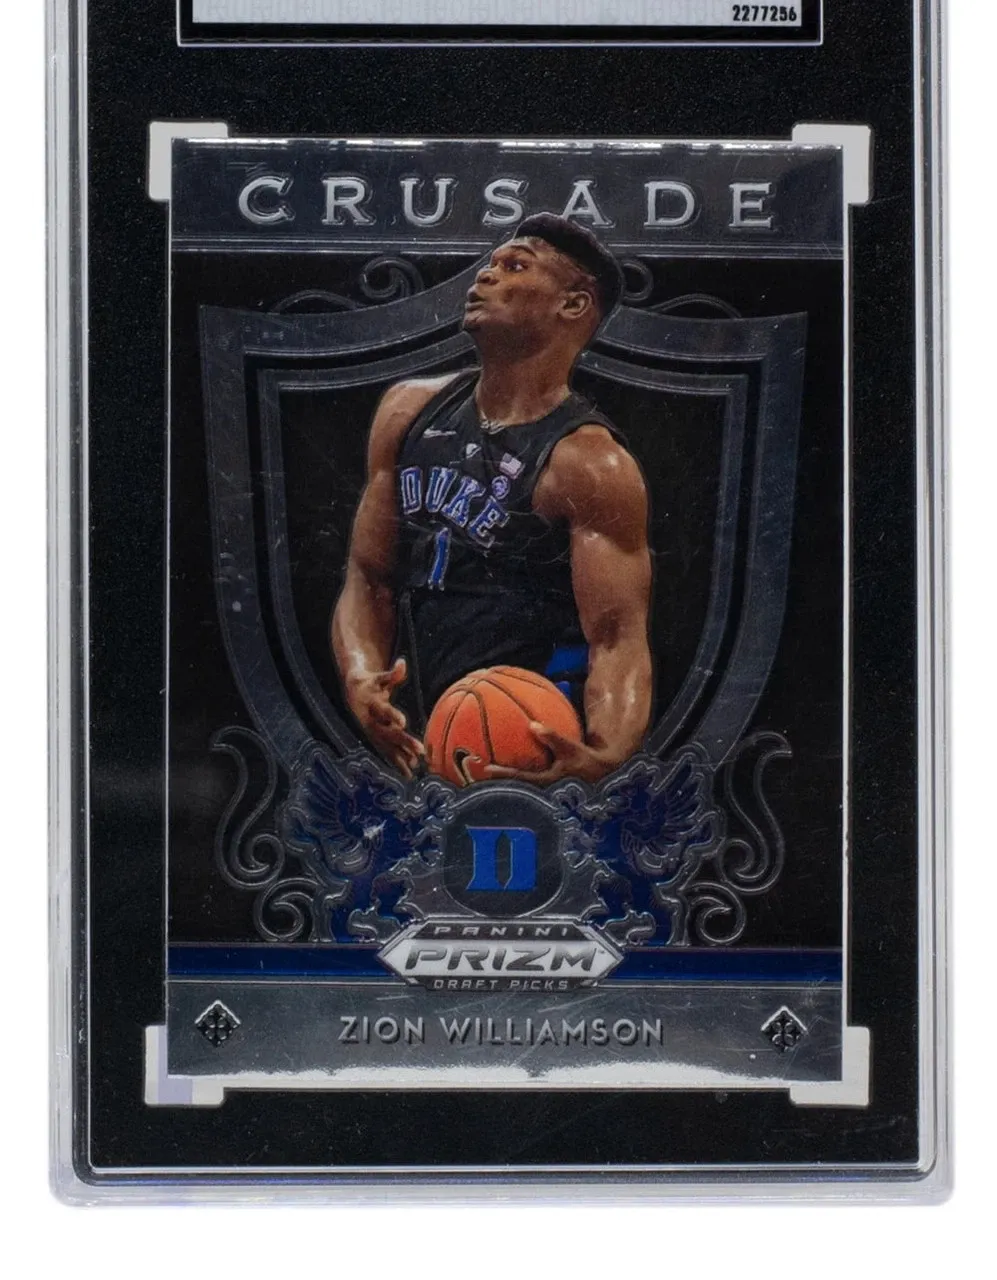 2277256
CRUSADE
DUKE
1
D
PANINI
PRIZM
DRAFT PICKS
ZION WILLIAMSON